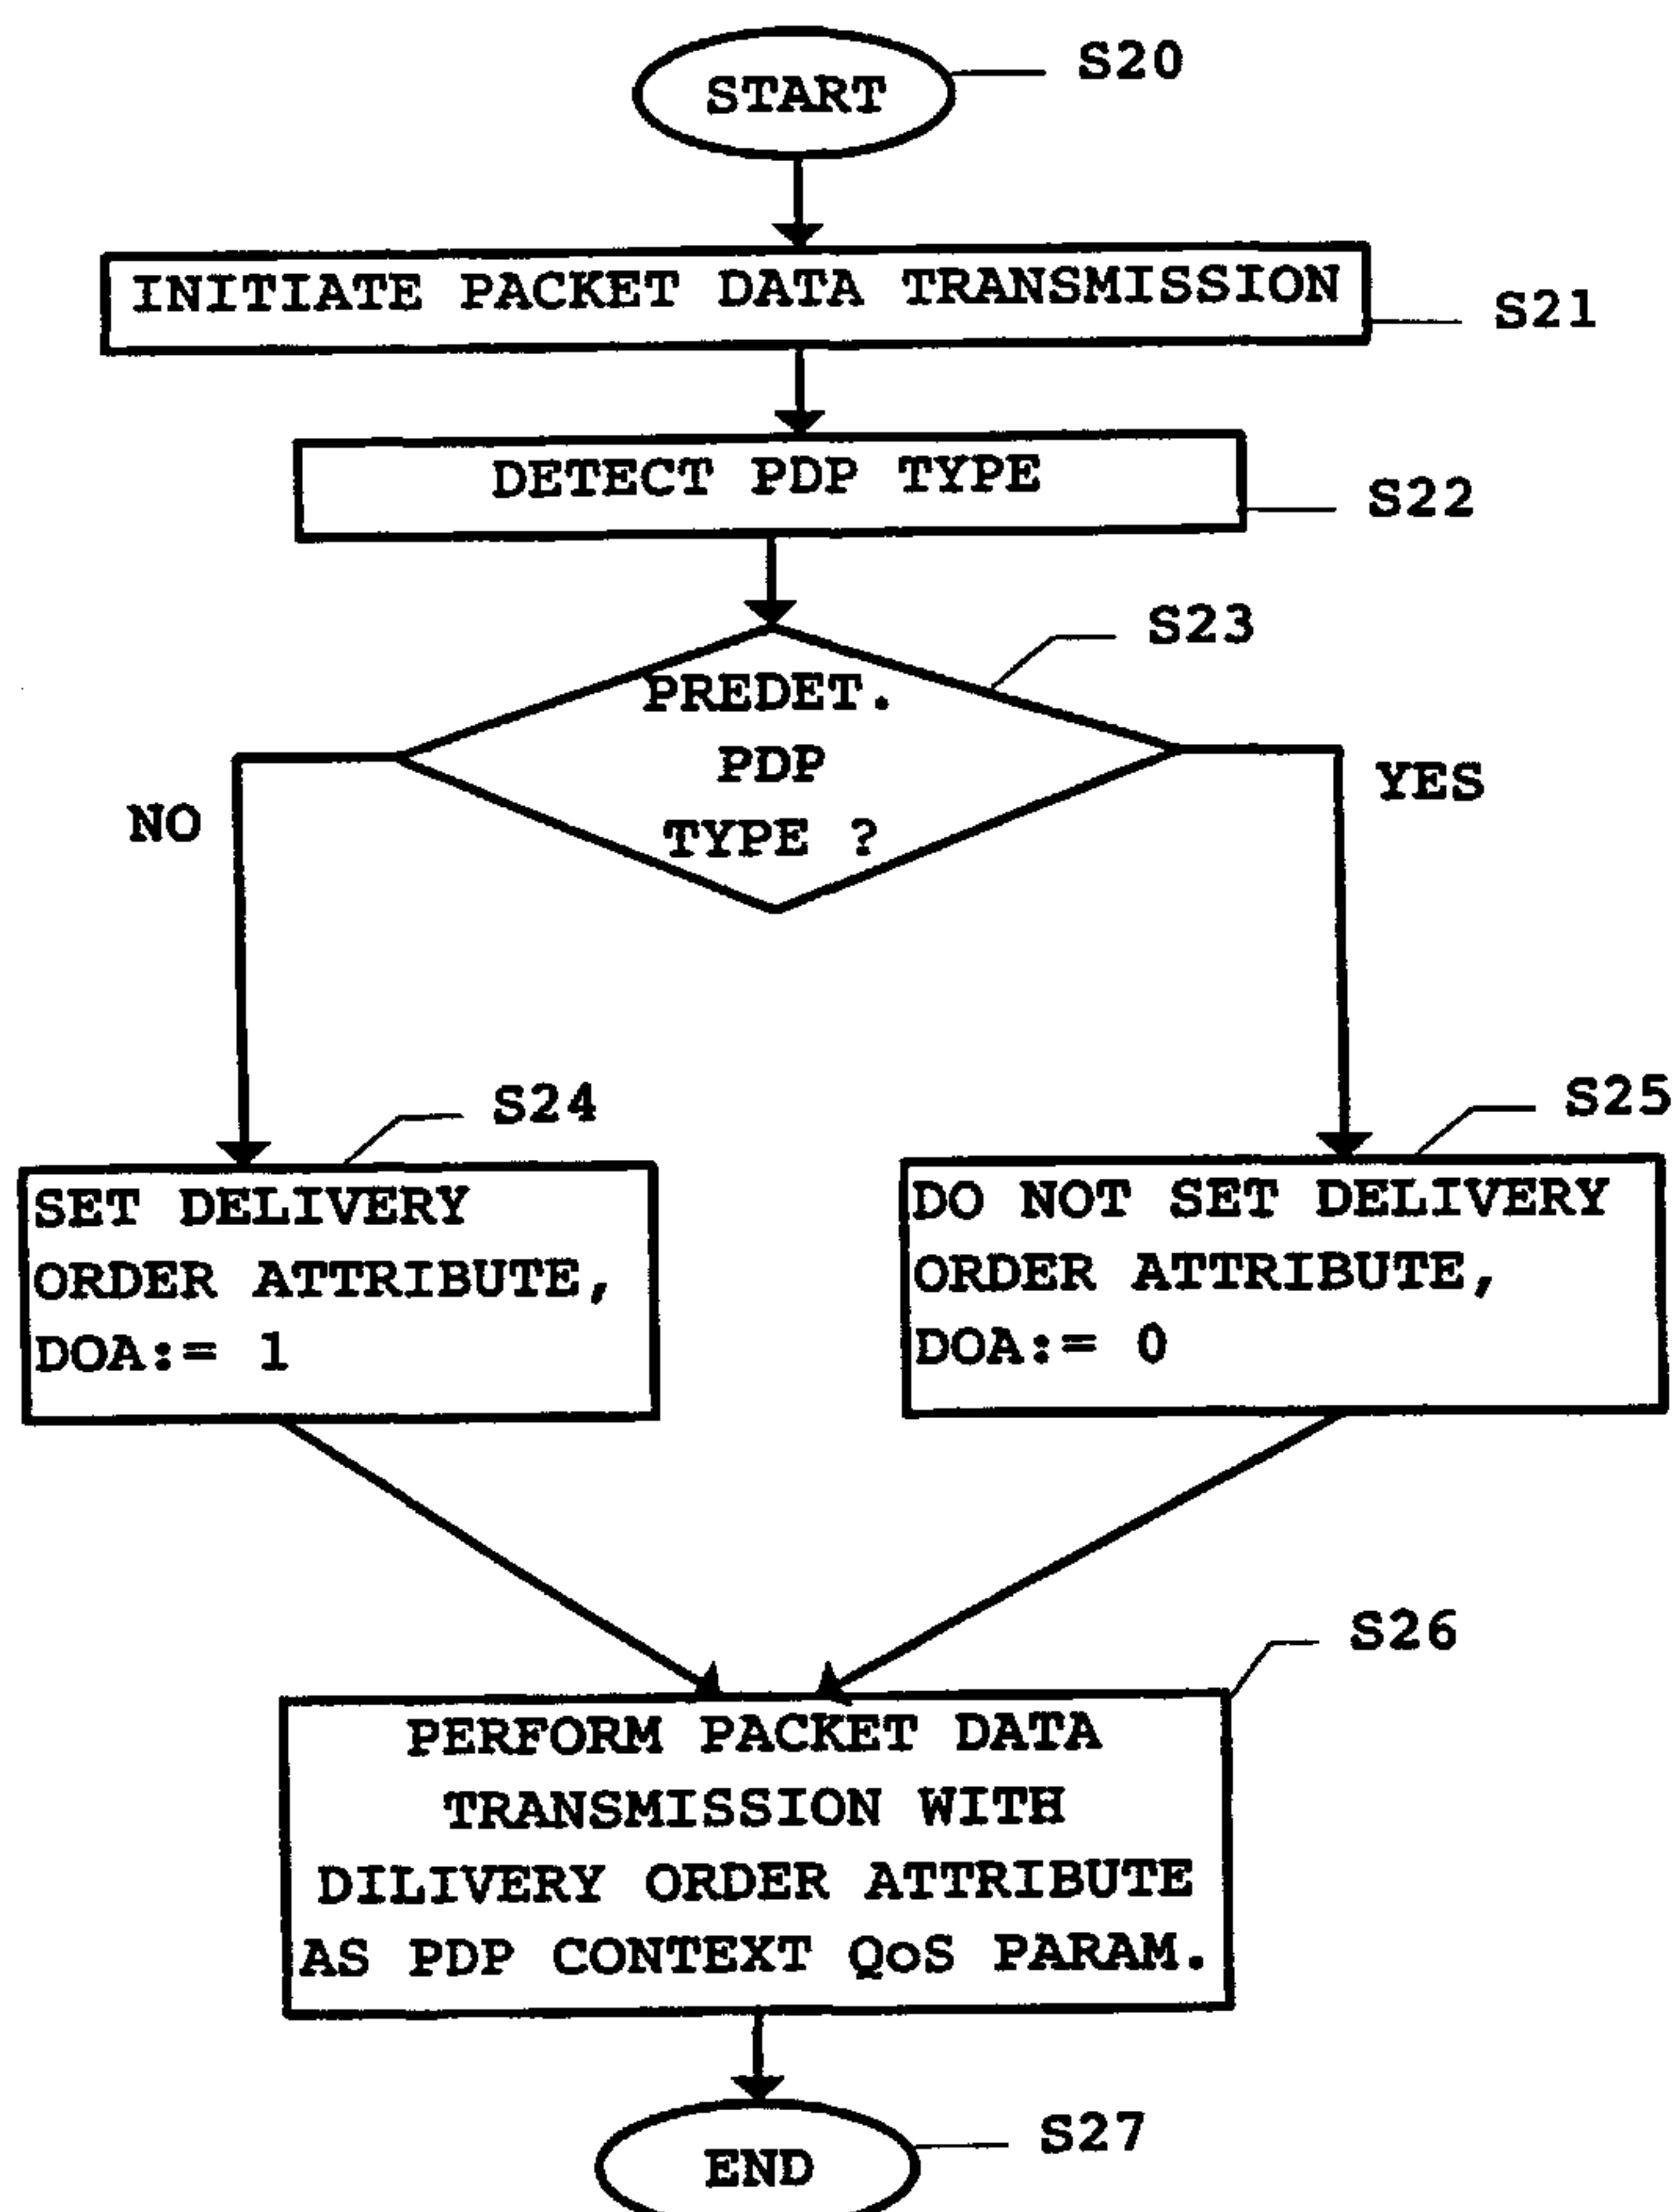 START
S20
INITIATE PACKET DATA TRANSMISSION
S21
DETECT PDP TYPE
S22
S23
PREDET.
PDP
TYPE ?
NO
YES
S24
SET DELIVERY
ORDER ATTRIBUTE,
DOA:= 1
S25
DO NOT SET DELIVERY
ORDER ATTRIBUTE,
DOA:= 0
S26
PERFORM PACKET DATA
TRANSMISSION WITH
DILIVERY ORDER ATTRIBUTE
AS PDP CONTEXT QoS PARAM.
END
S27